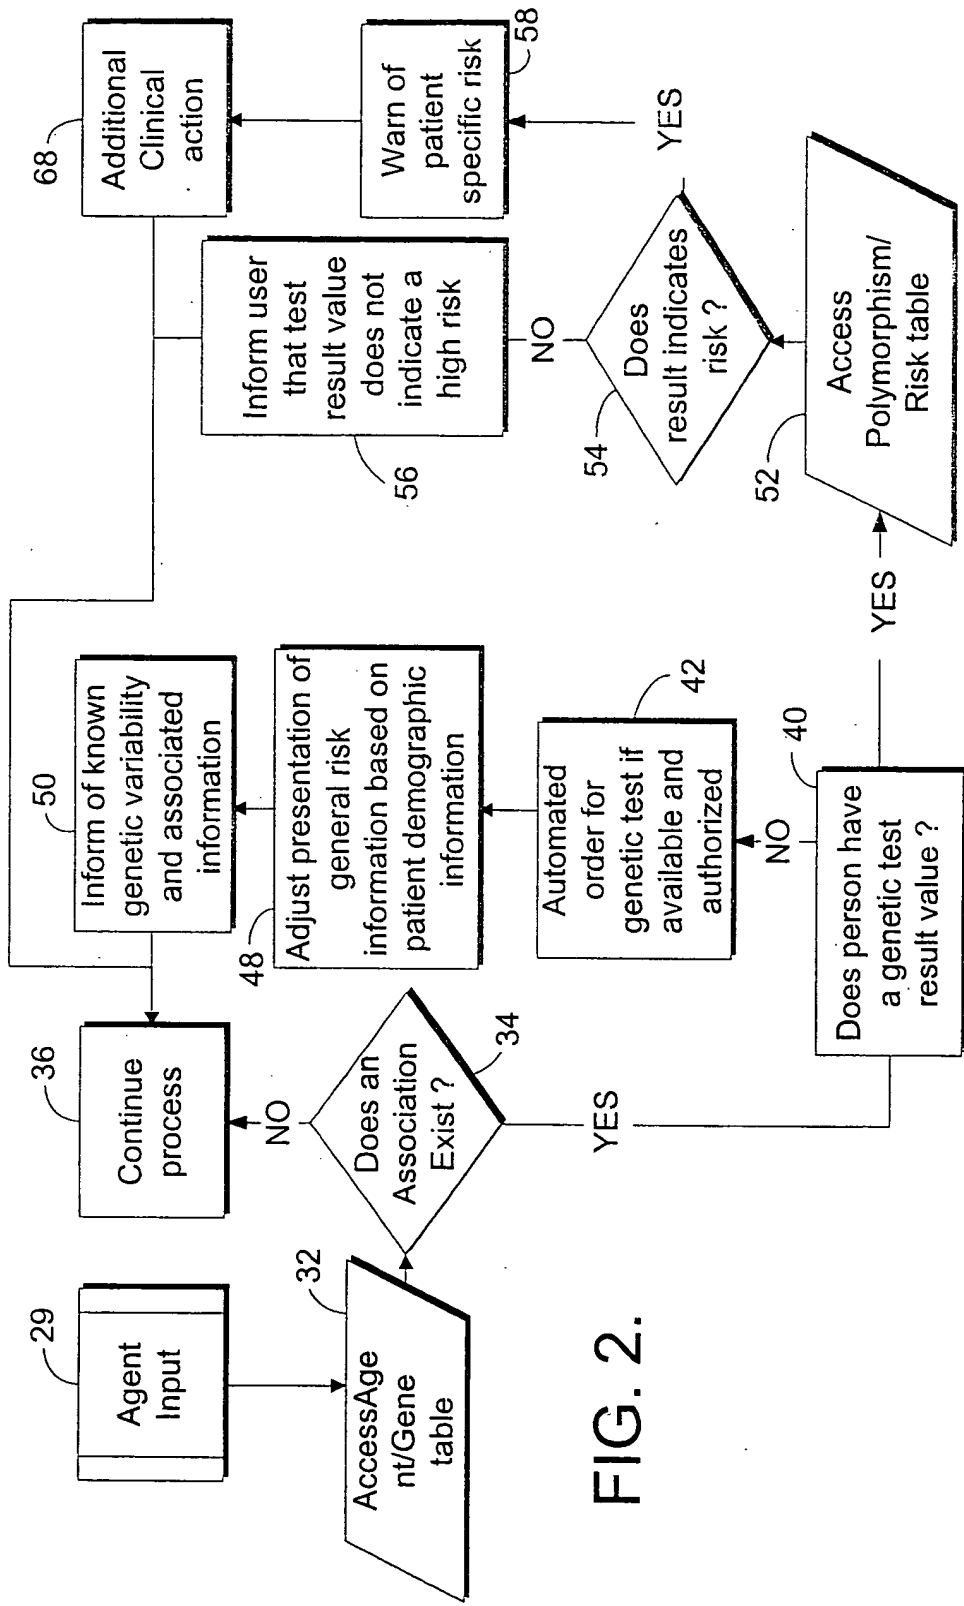 29
Agent
Input
32
AccessAge
nt/Gene
table
34
Does an
Association
Exist ?
NO
36
Continue
process
YES
40
Does person have
a genetic test
result value ?
NO
42
Automated
order for
genetic test if
available and
authorized
48
Adjust presentation of
general risk
information based on
patient demographic
information
50
Inform of known
genetic variability
and associated
information
YES
52
Access
Polymorphism/
Risk table
54
Does
result indicates
risk ?
NO
56
Inform user
that test
result value
does not
indicate a
high risk
YES
58
Warn of
patient
specific risk
68
Additional
Clinical
action
FIG. 2.